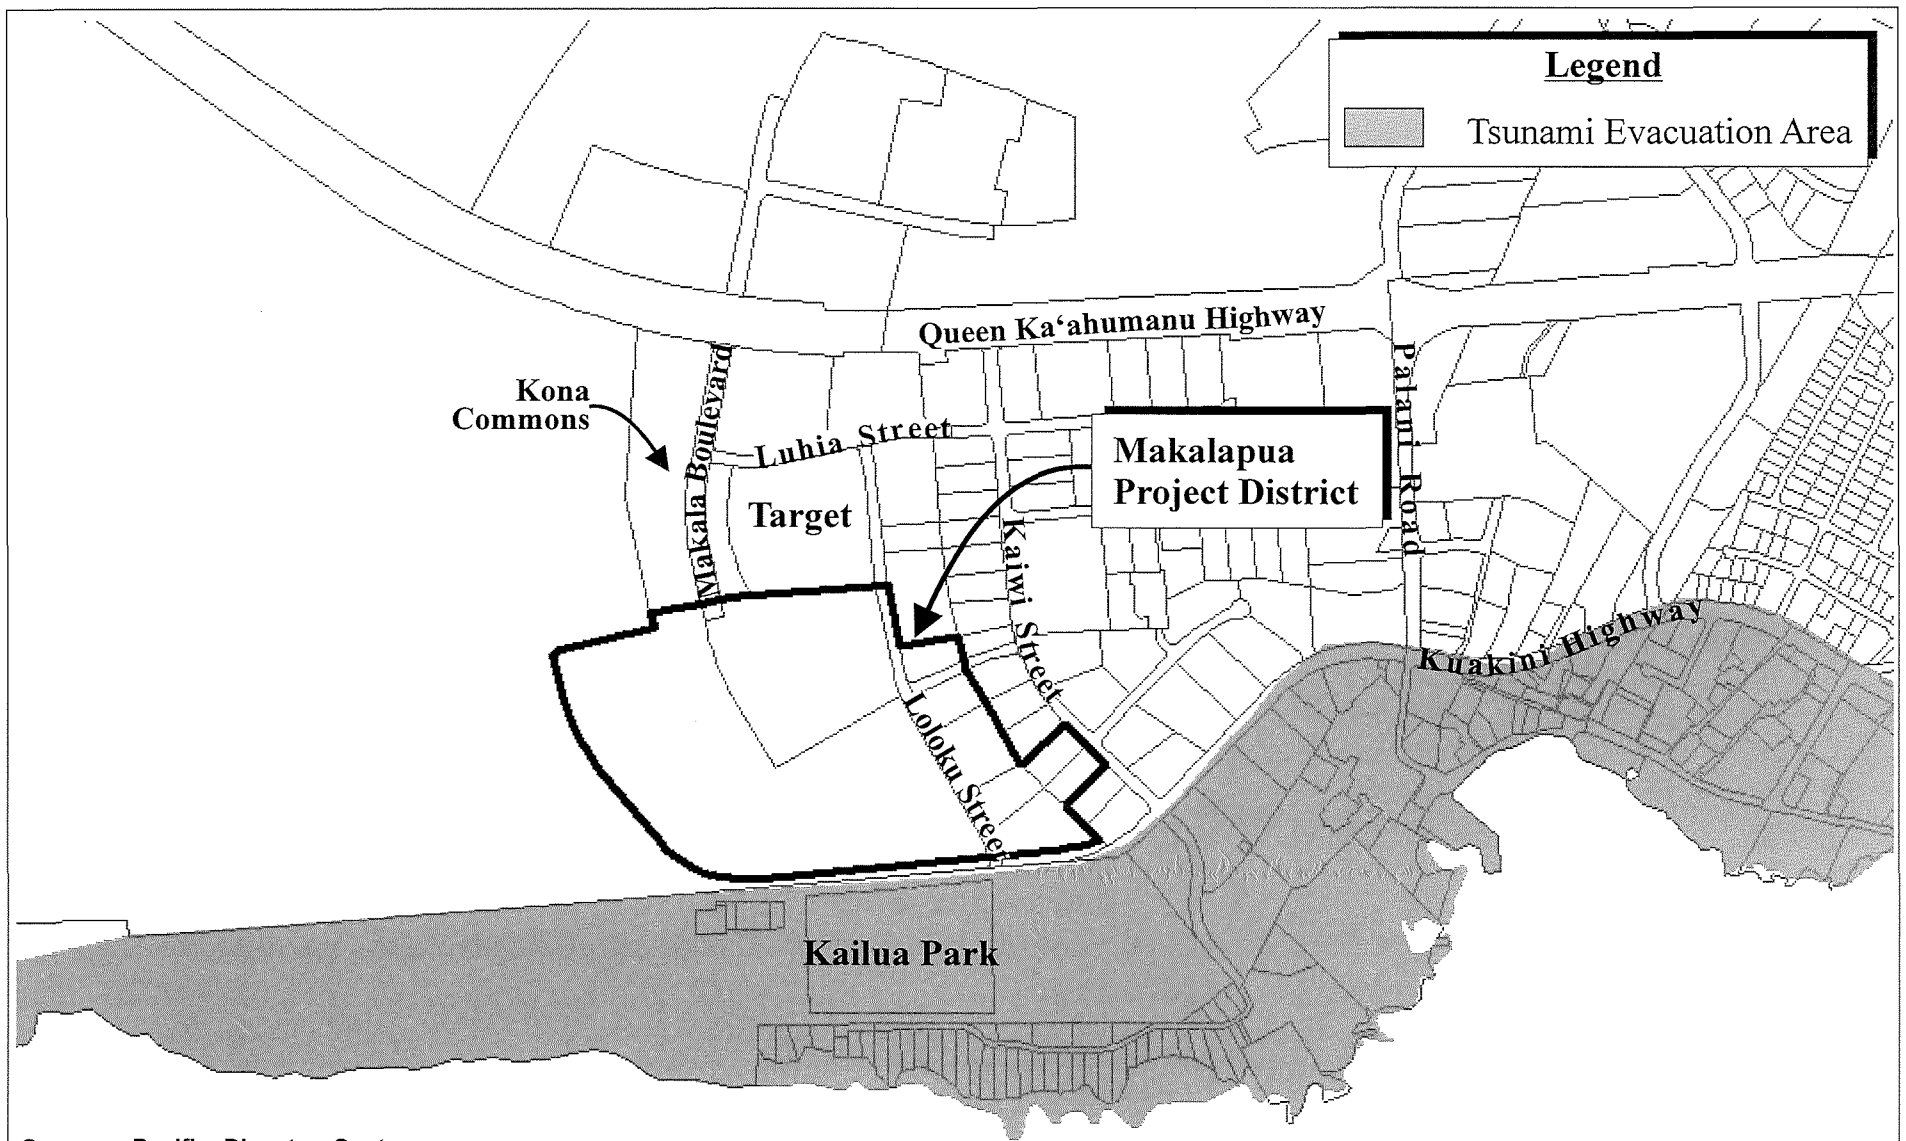 Legend
Tsunami Evacuation Area
Queen Ka‘ahumanu Highway
Kona
Commons
Makala Boulevard
Luhia Street
Target
Makalapua
Project District
Palani Road
Kaiwi Street
Kuakini Highway
Loloku Street
Kailua Park